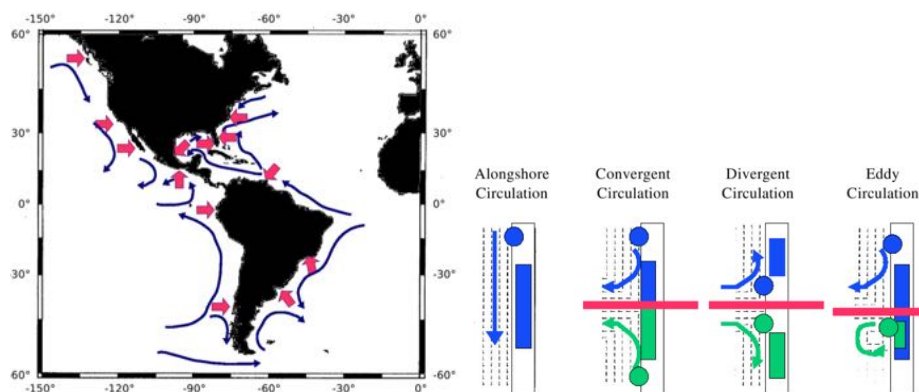 -150° -120° -90° -60° -30° 0°
60° 60°
30° 30°
0° 0°
-30° -30°
-60° -60°
-150° -120° -90° -60° -30° 0°
Alongshore
Circulation
Convergent
Circulation
Divergent
Circulation
Eddy
Circulation